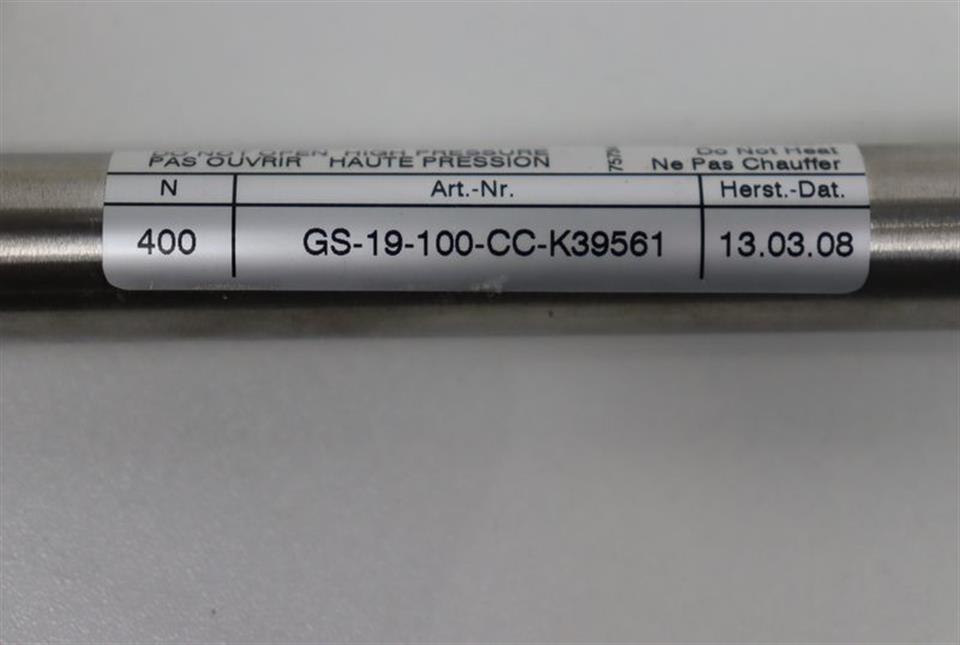 DO NOT OPEN HIGH PRESSURE Do Not Heat
PAS OUVRIR HAUTE PRESSION Ne Pas Chauffer
N Art.-Nr. Herst.-Dat.
400 GS-19-100-CC-K39561 13.03.08